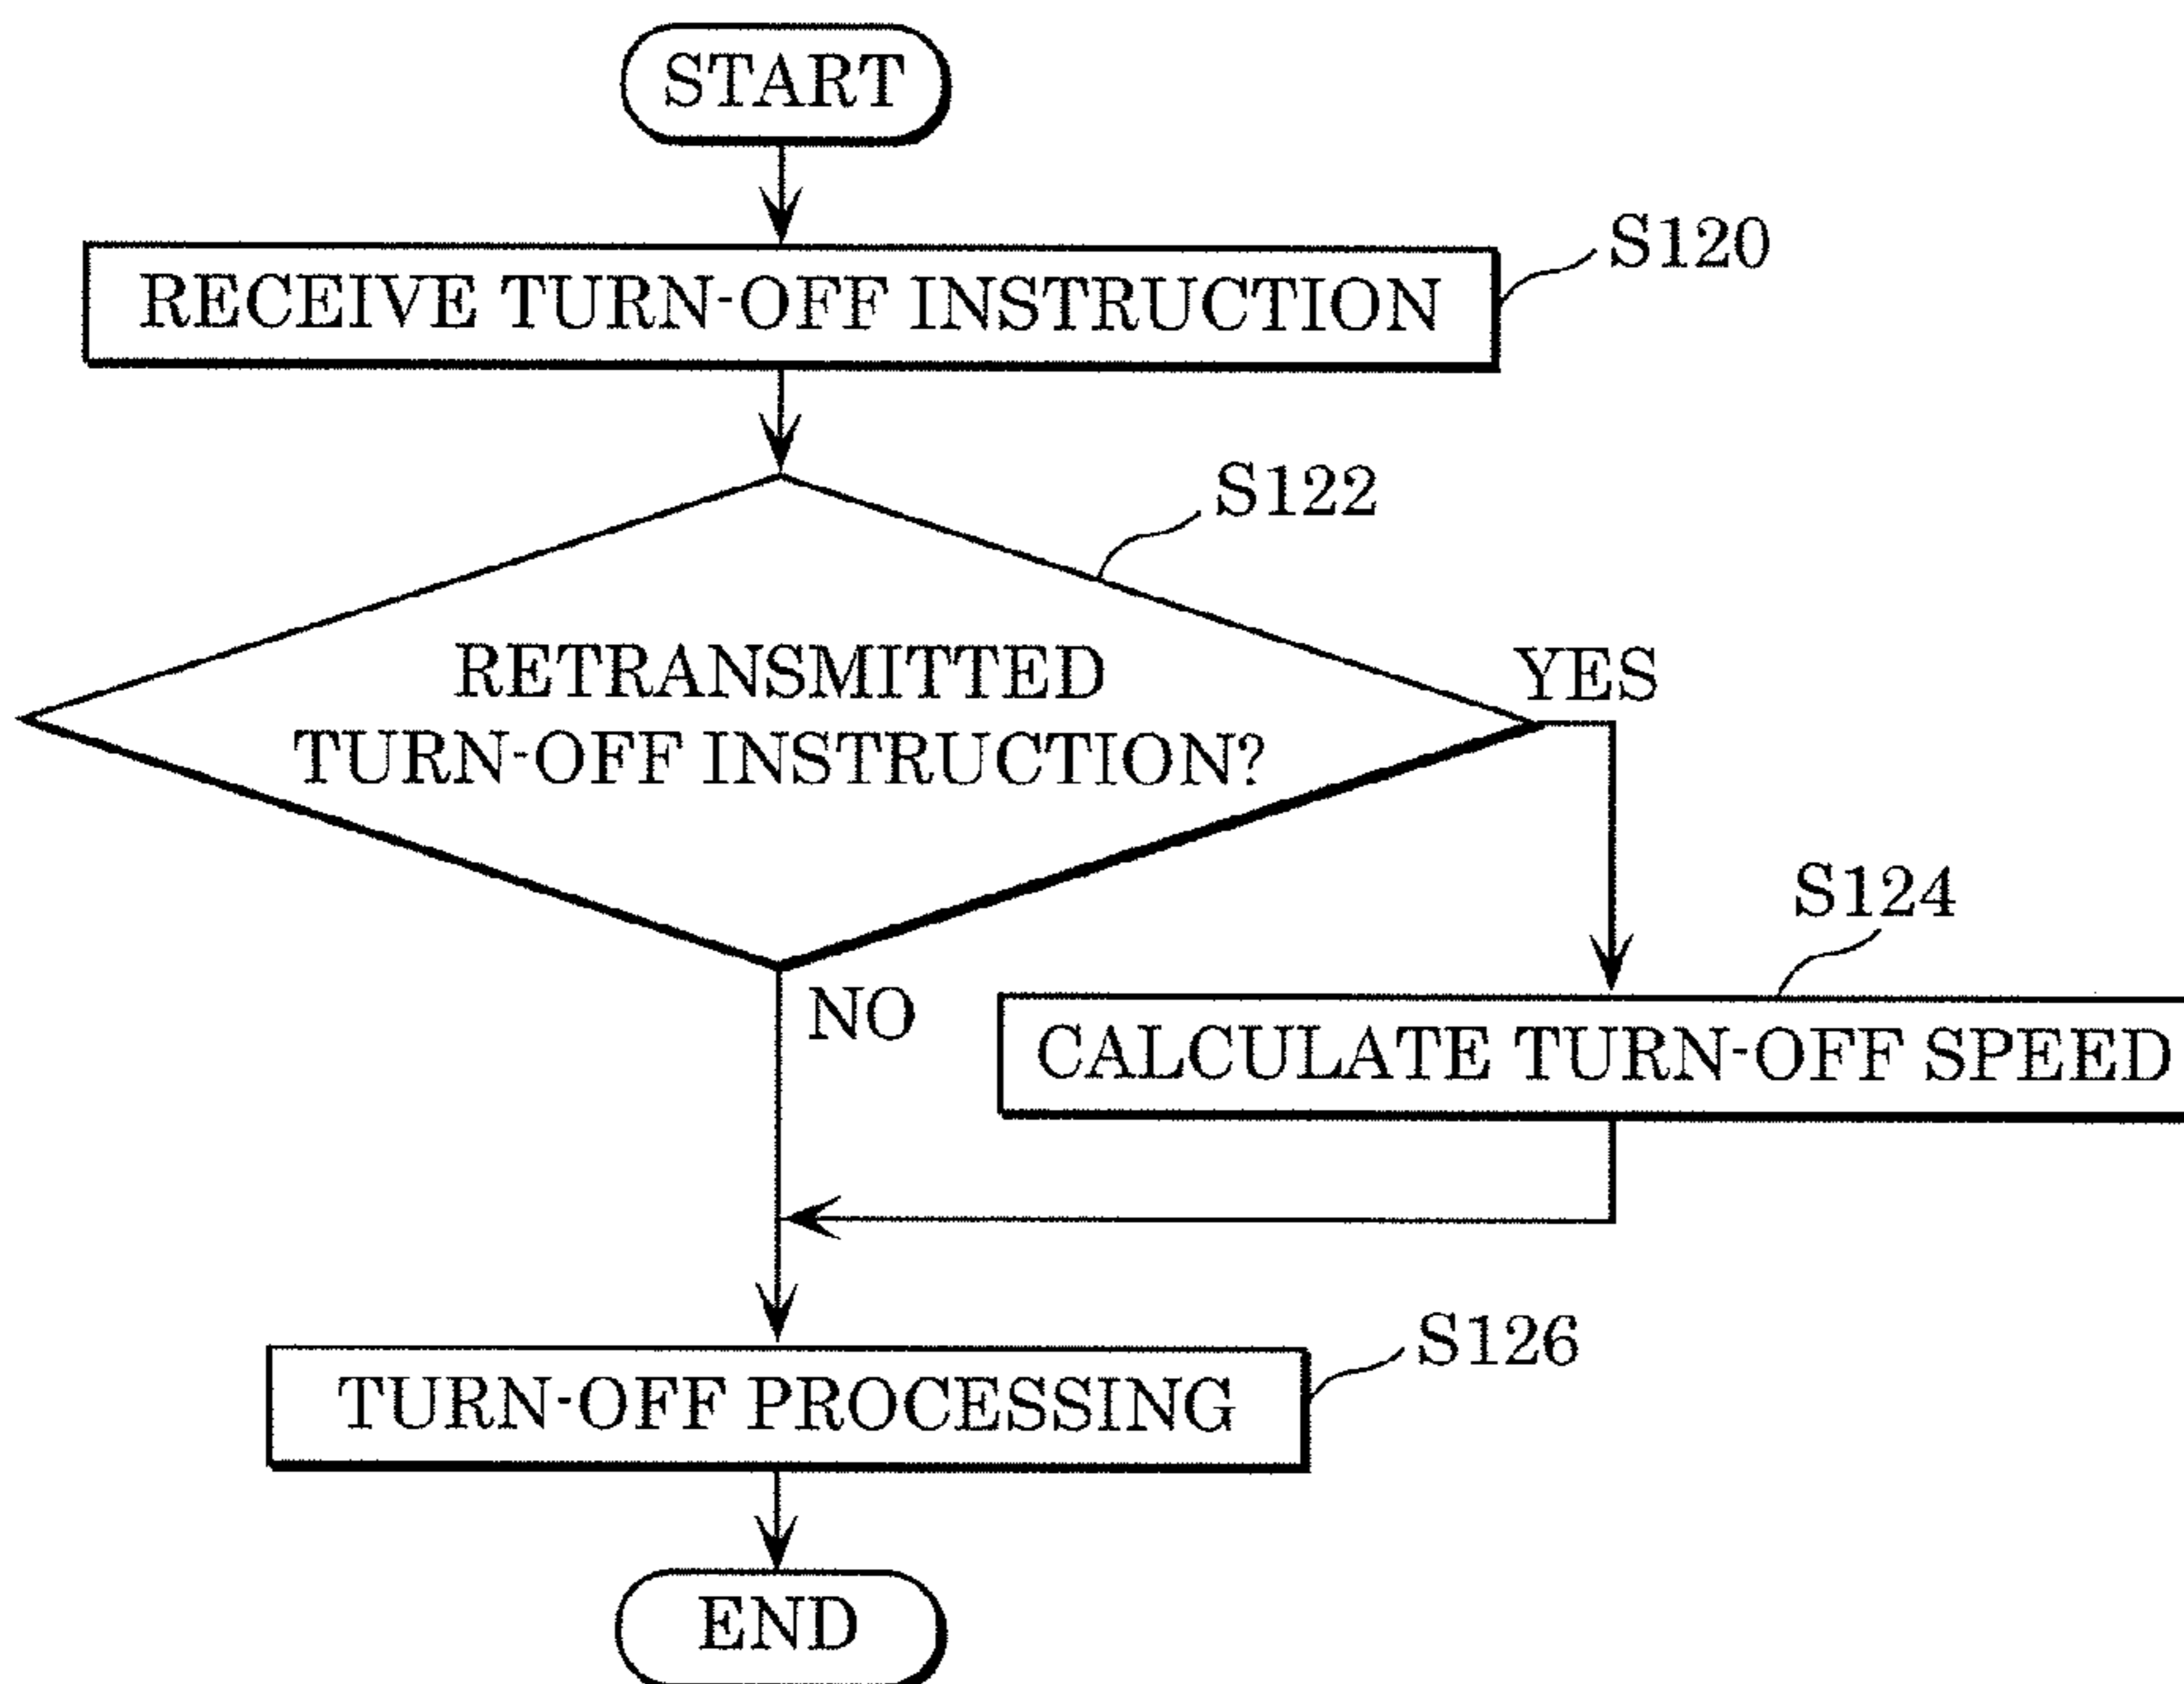 START
RECEIVE TURN-OFF INSTRUCTION
S120
S122
RETRANSMITTED
TURN-OFF INSTRUCTION?
YES
S124
NO
CALCULATE TURN-OFF SPEED
S126
TURN-OFF PROCESSING
END